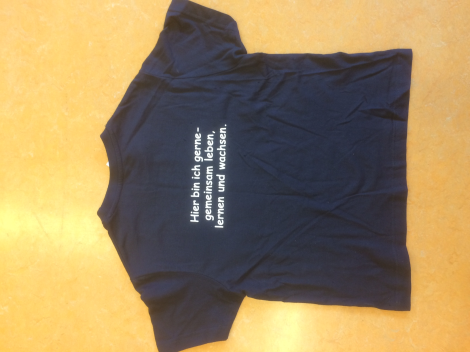 Hier bin ich gerne-
gemeinsam leben,
lernen und wachsen.